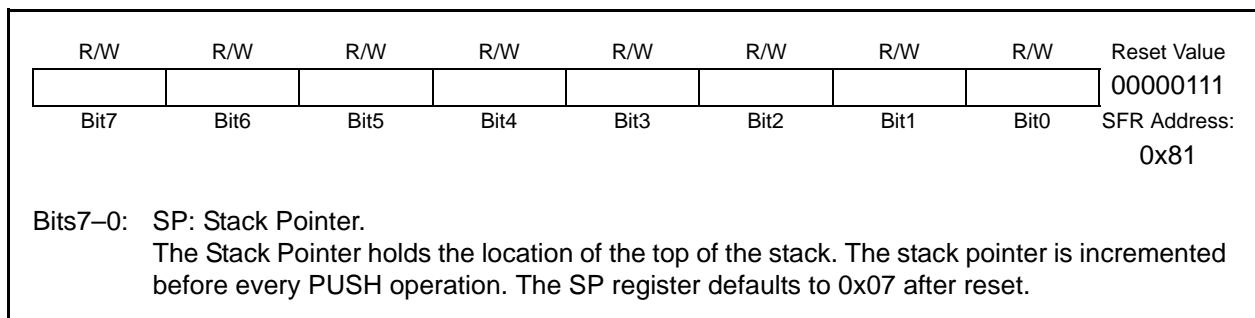 R/W R/W R/W R/W R/W R/W R/W R/W Reset Value
00000111
Bit7 Bit6 Bit5 Bit4 Bit3 Bit2 Bit1 Bit0 SFR Address:
0x81
Bits7–0: SP: Stack Pointer.
The Stack Pointer holds the location of the top of the stack. The stack pointer is incremented
before every PUSH operation. The SP register defaults to 0x07 after reset.